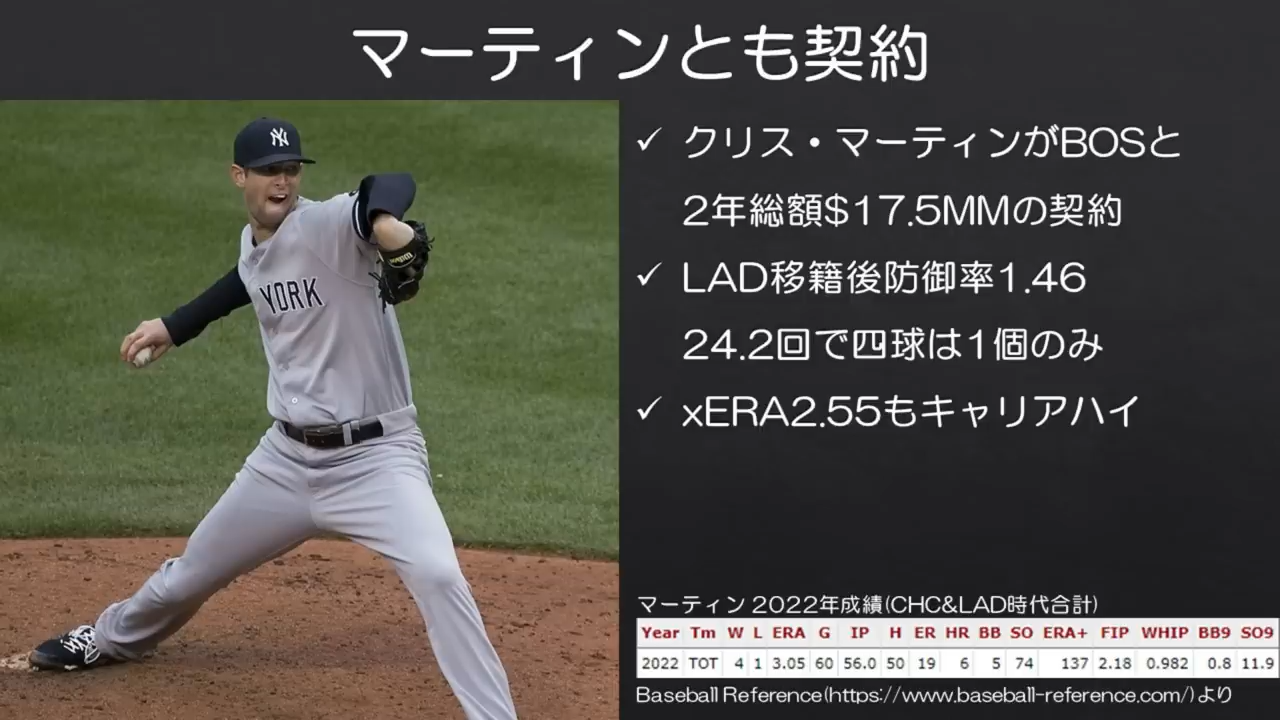 マーティンとも契約
✓ クリス・マーティンがBOSと
2年総額$17.5MMの契約
✓ LAD移籍後防御率1.46
24.2回で四球は1個のみ
✓ xERA2.55もキャリアハイ
NY
YORK
Wilson
マーティン 2022年成績(CHC&LAD時代合計)
Year Tm W L ERA G IP H ER HR BB SO ERA+ FIP WHIP BB9 SO9
2022 TOT 4 1 3.05 60 56.0 50 19 6 5 74 137 2.18 0.982 0.8 11.9
Baseball Reference(https://www.baseball-reference.com/)より